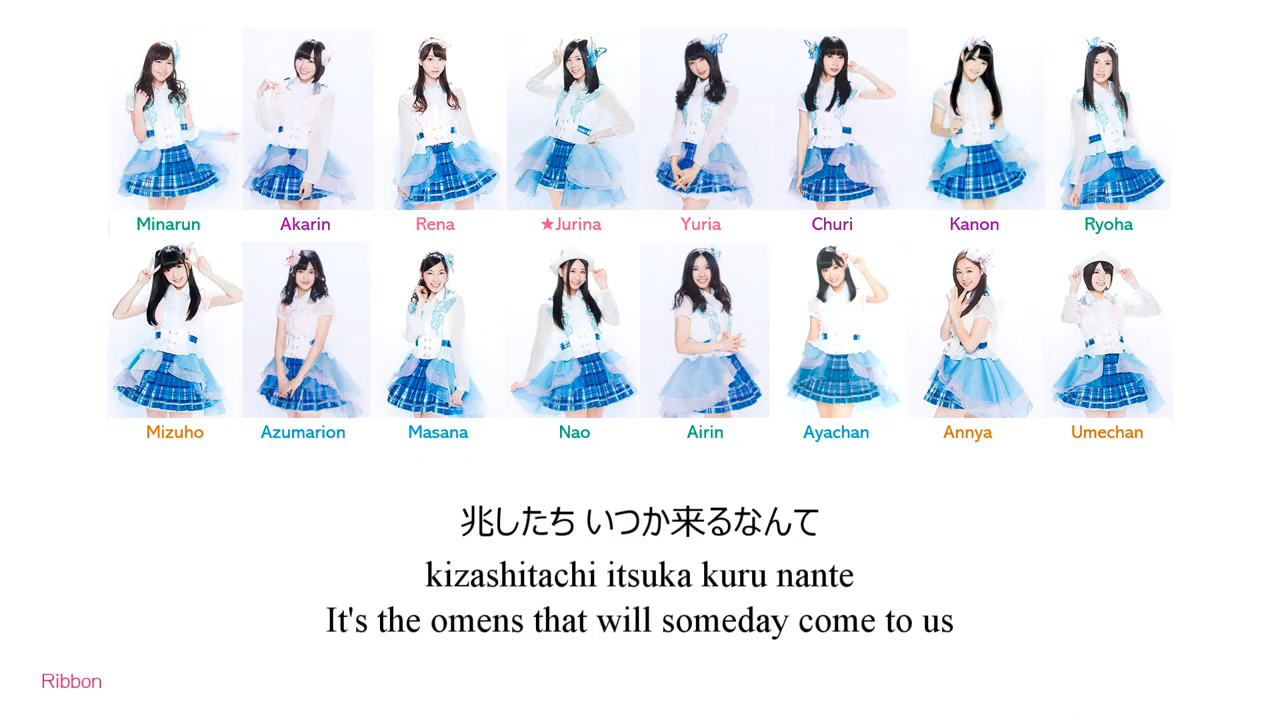 Minarun Akarin Rena ★Jurina Yuria Churi Kanon Ryoha
Mizuho Azumarion Masana Nao Airin Ayachan Annya Umechan
兆したち いつか来るなんて
kizashitachi itsuka kuru nante
It's the omens that will someday come to us
Ribbon